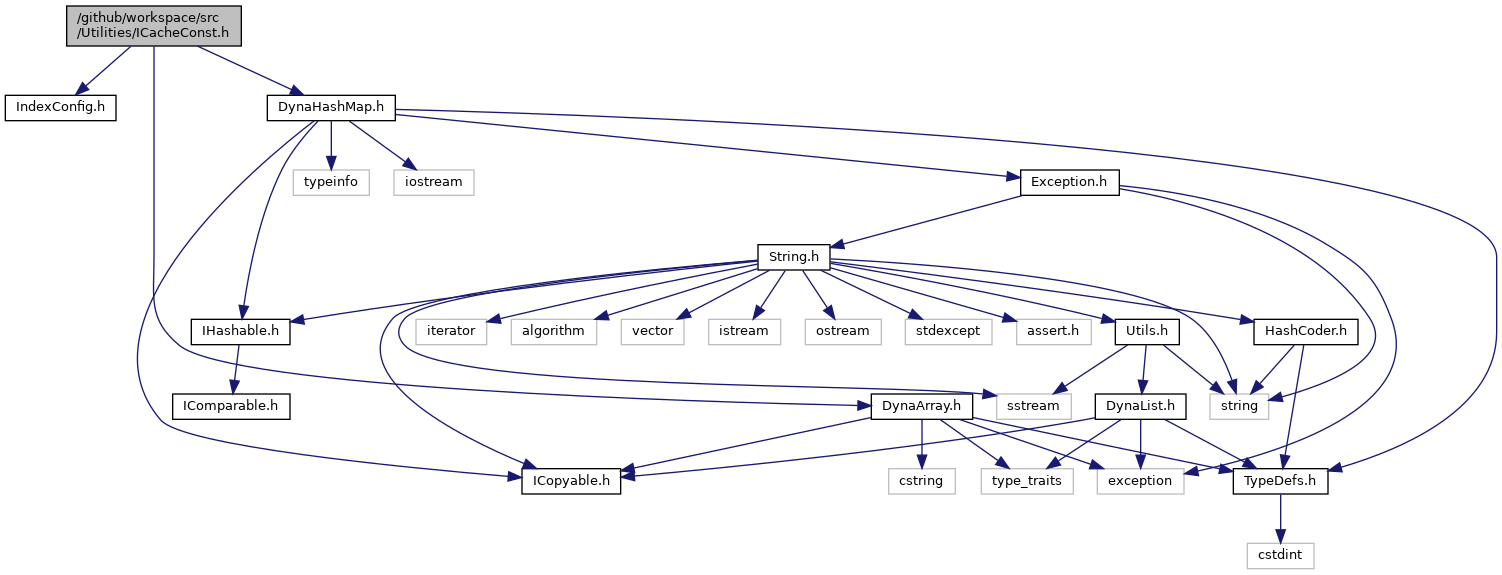 /github/workspace/src
/Utilities/ICacheConst.h
IndexConfig.h
DynaHashMap.h
typeinfo
iostream
Exception.h
String.h
IHashable.h
iterator
algorithm
vector
istream
ostream
stdexcept
assert.h
Utils.h
HashCoder.h
IComparable.h
DynaArray.h
sstream
DynaList.h
string
ICopyable.h
cstring
type_traits
exception
TypeDefs.h
cstdint